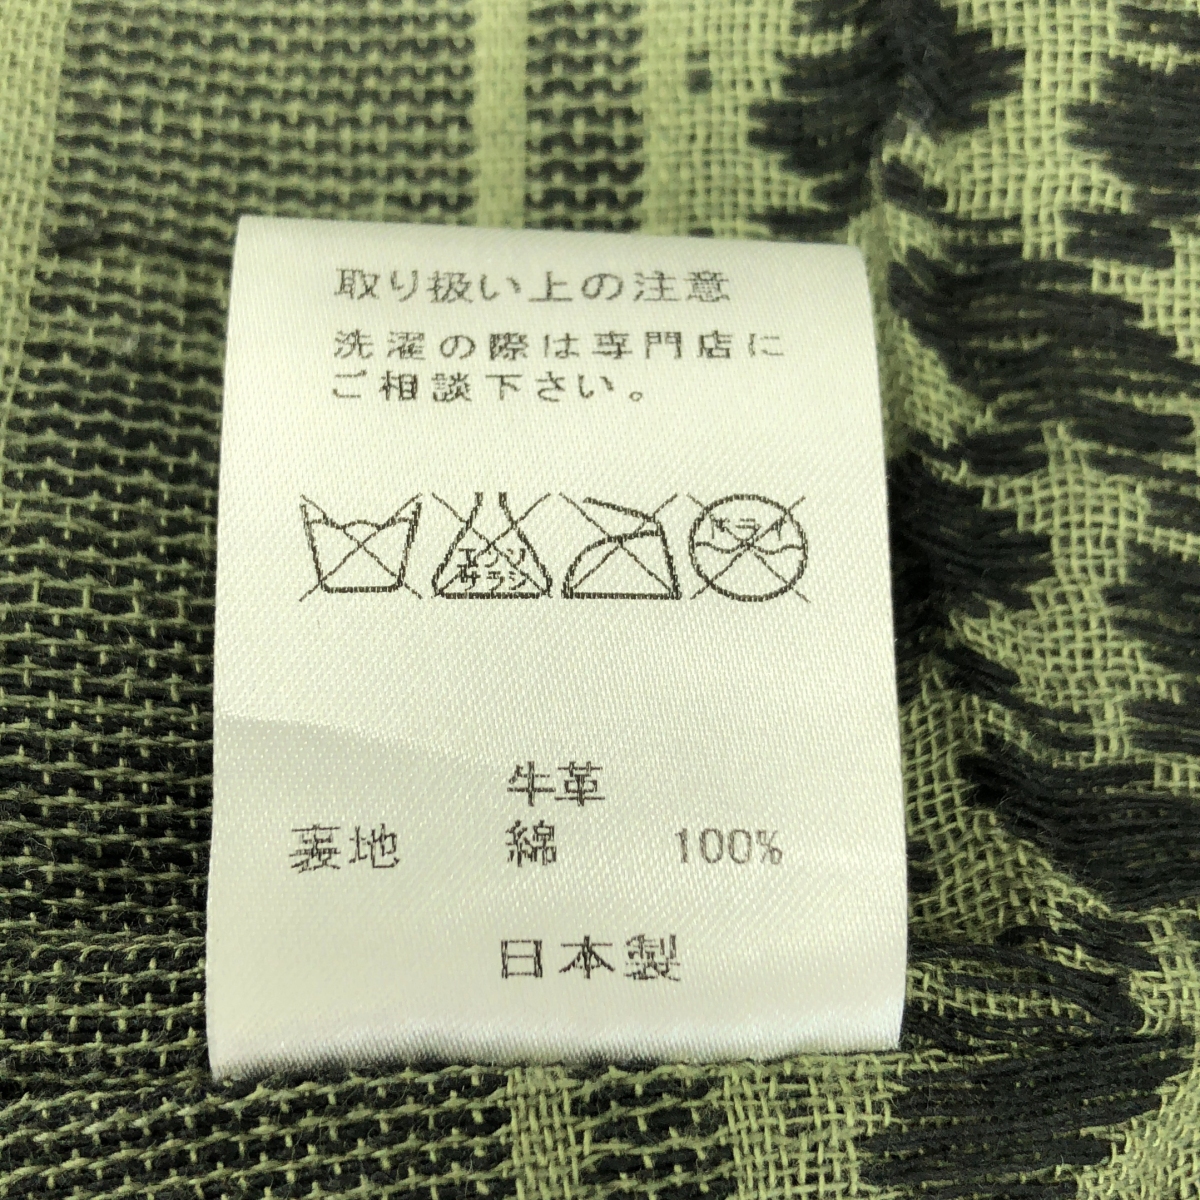 取り扱い上の注意
洗濯の際は専門店に
ご相談下さい。
エンソ
サラシ
ドライ
牛革
裏地 綿 100%
日本製